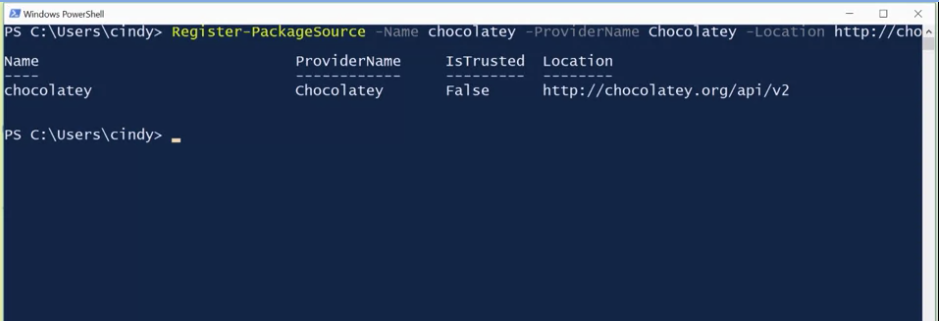 Windows PowerShell
PS C:\Users\cindy> Register-PackageSource -Name chocolatey -ProviderName Chocolatey -Location http://cho
Name ProviderName IsTrusted Location
---- ------------ --------- --------
chocolatey Chocolatey False http://chocolatey.org/api/v2
PS C:\Users\cindy> _